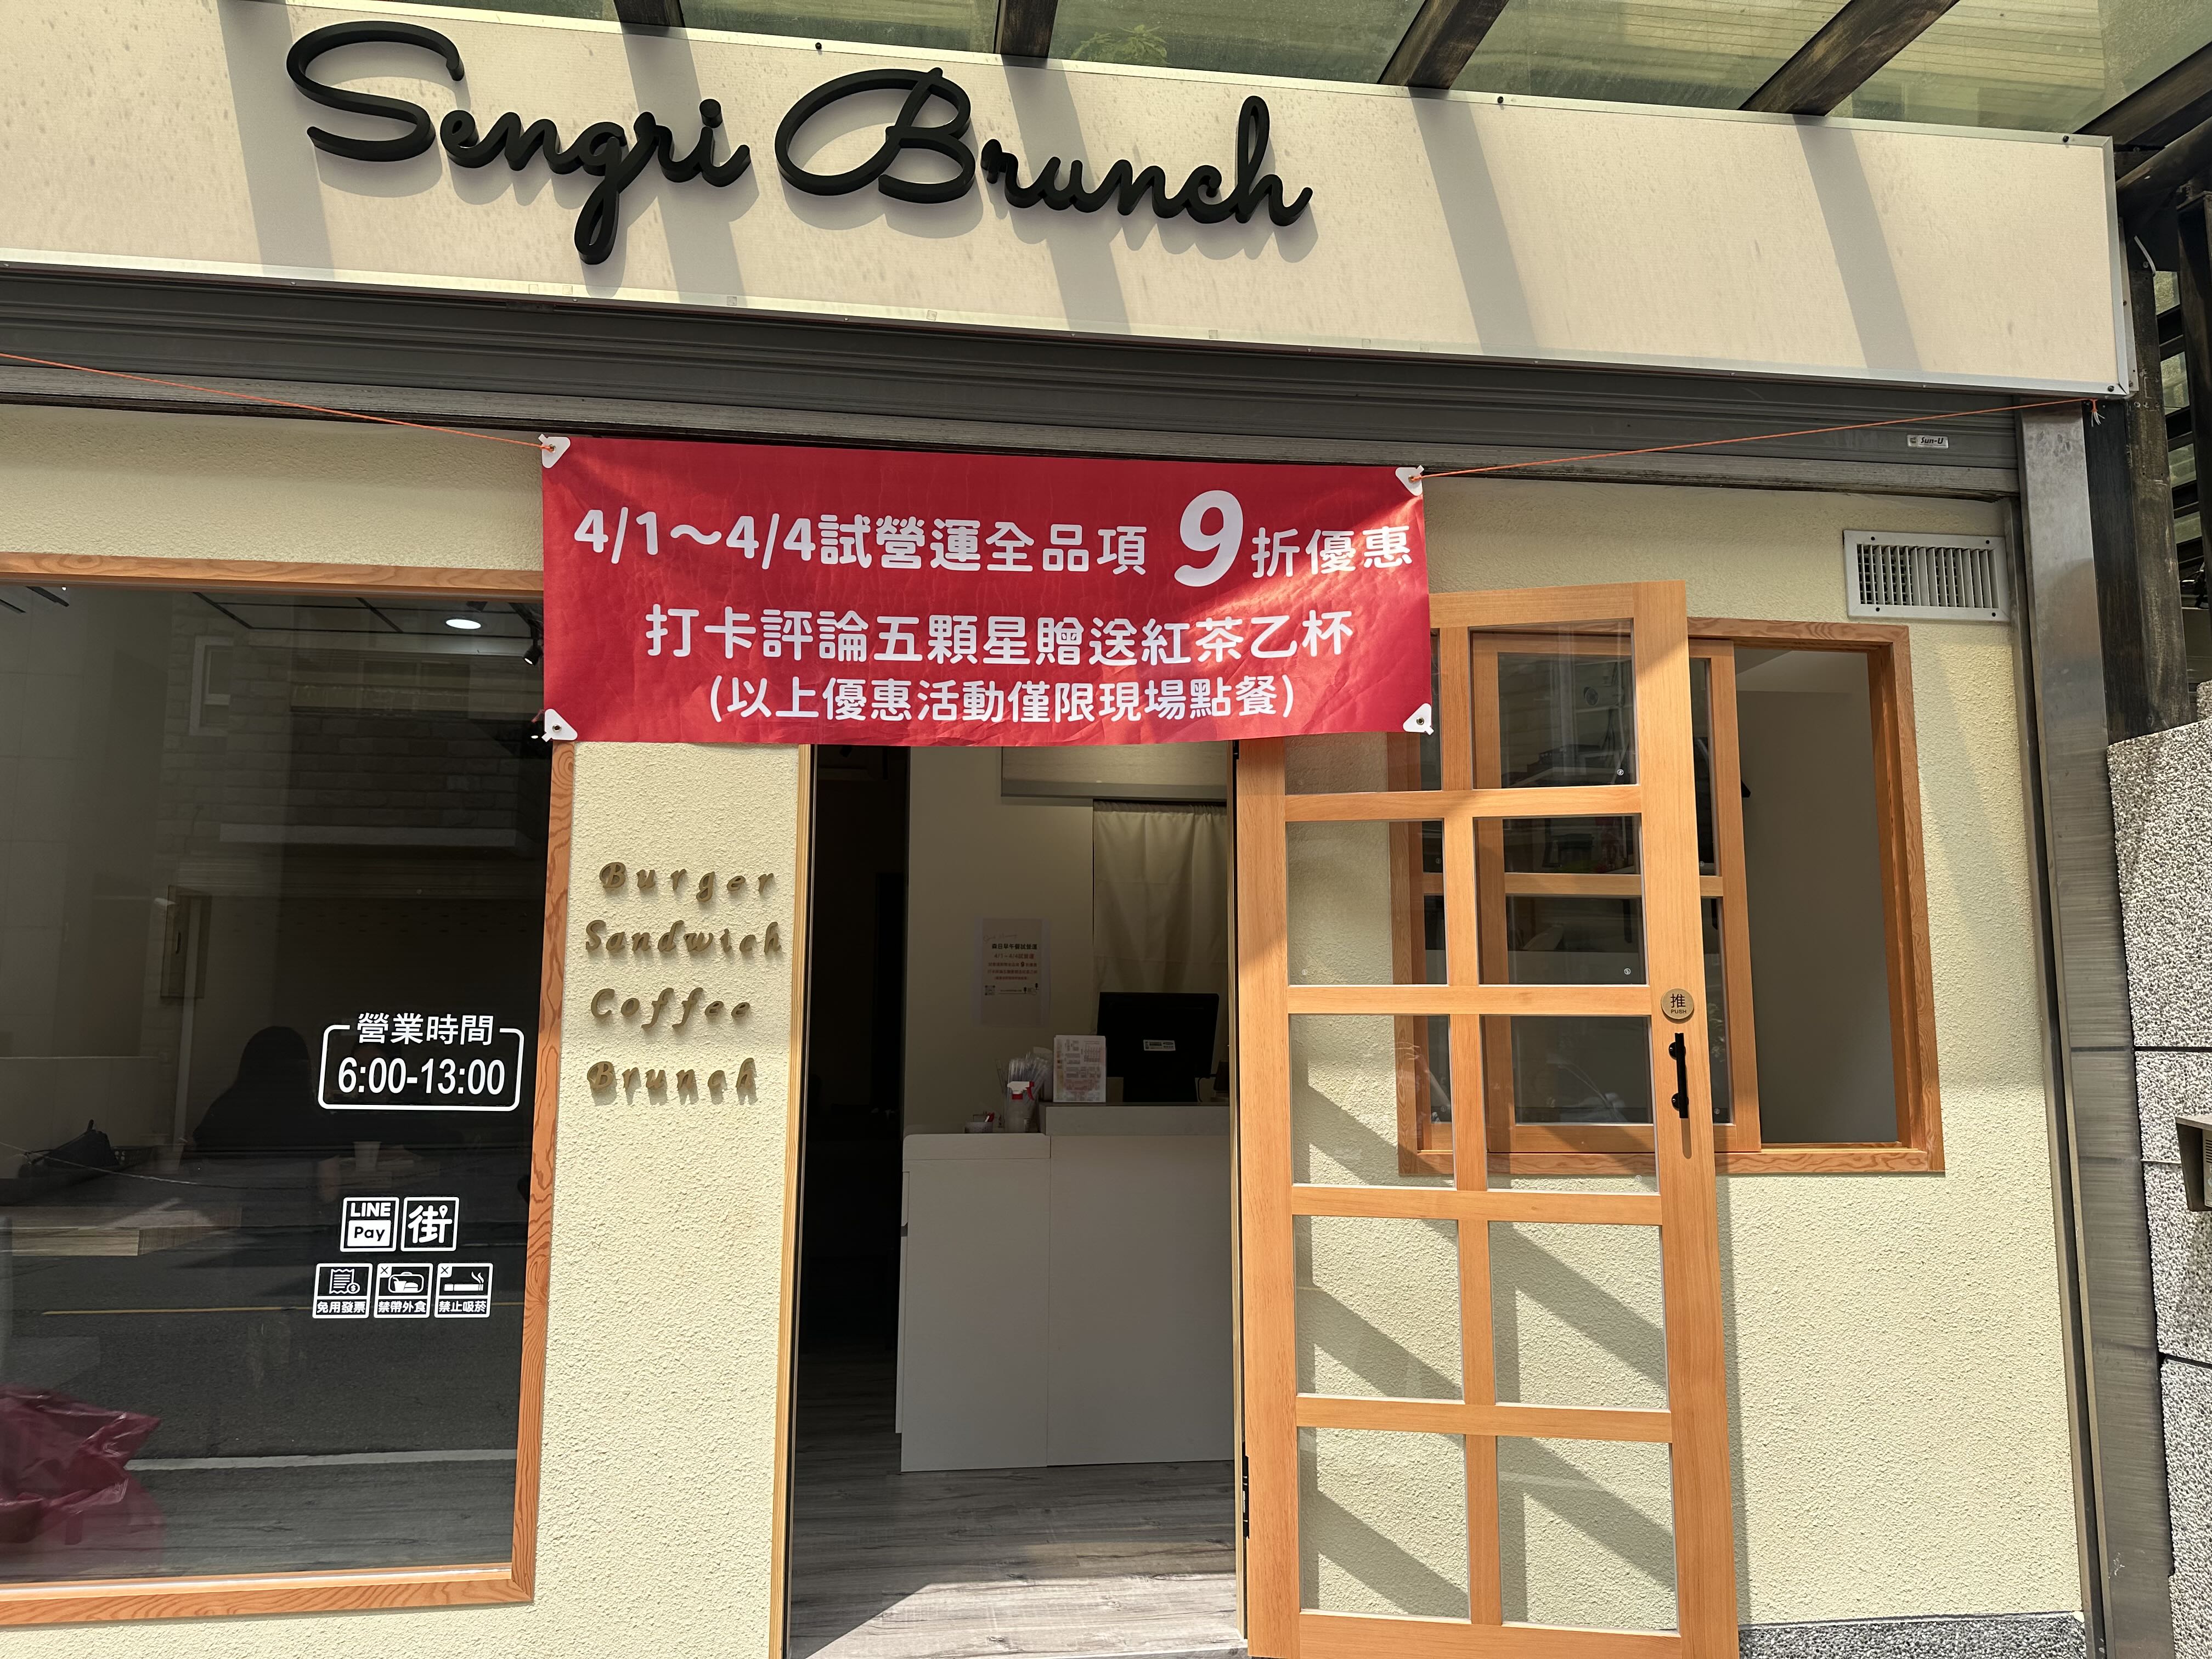 Sengri Brunch
Sun-U
4/1～4/4試營運全品項 9折優惠
打卡評論五顆星贈送紅茶乙杯
(以上優惠活動僅限現場點餐)
Burger
Sandwich
Coffee
Brunch
營業時間
6:00-13:00
LINE
Pay
街
免用發票 禁帶外食 禁止吸菸
推
PUSH